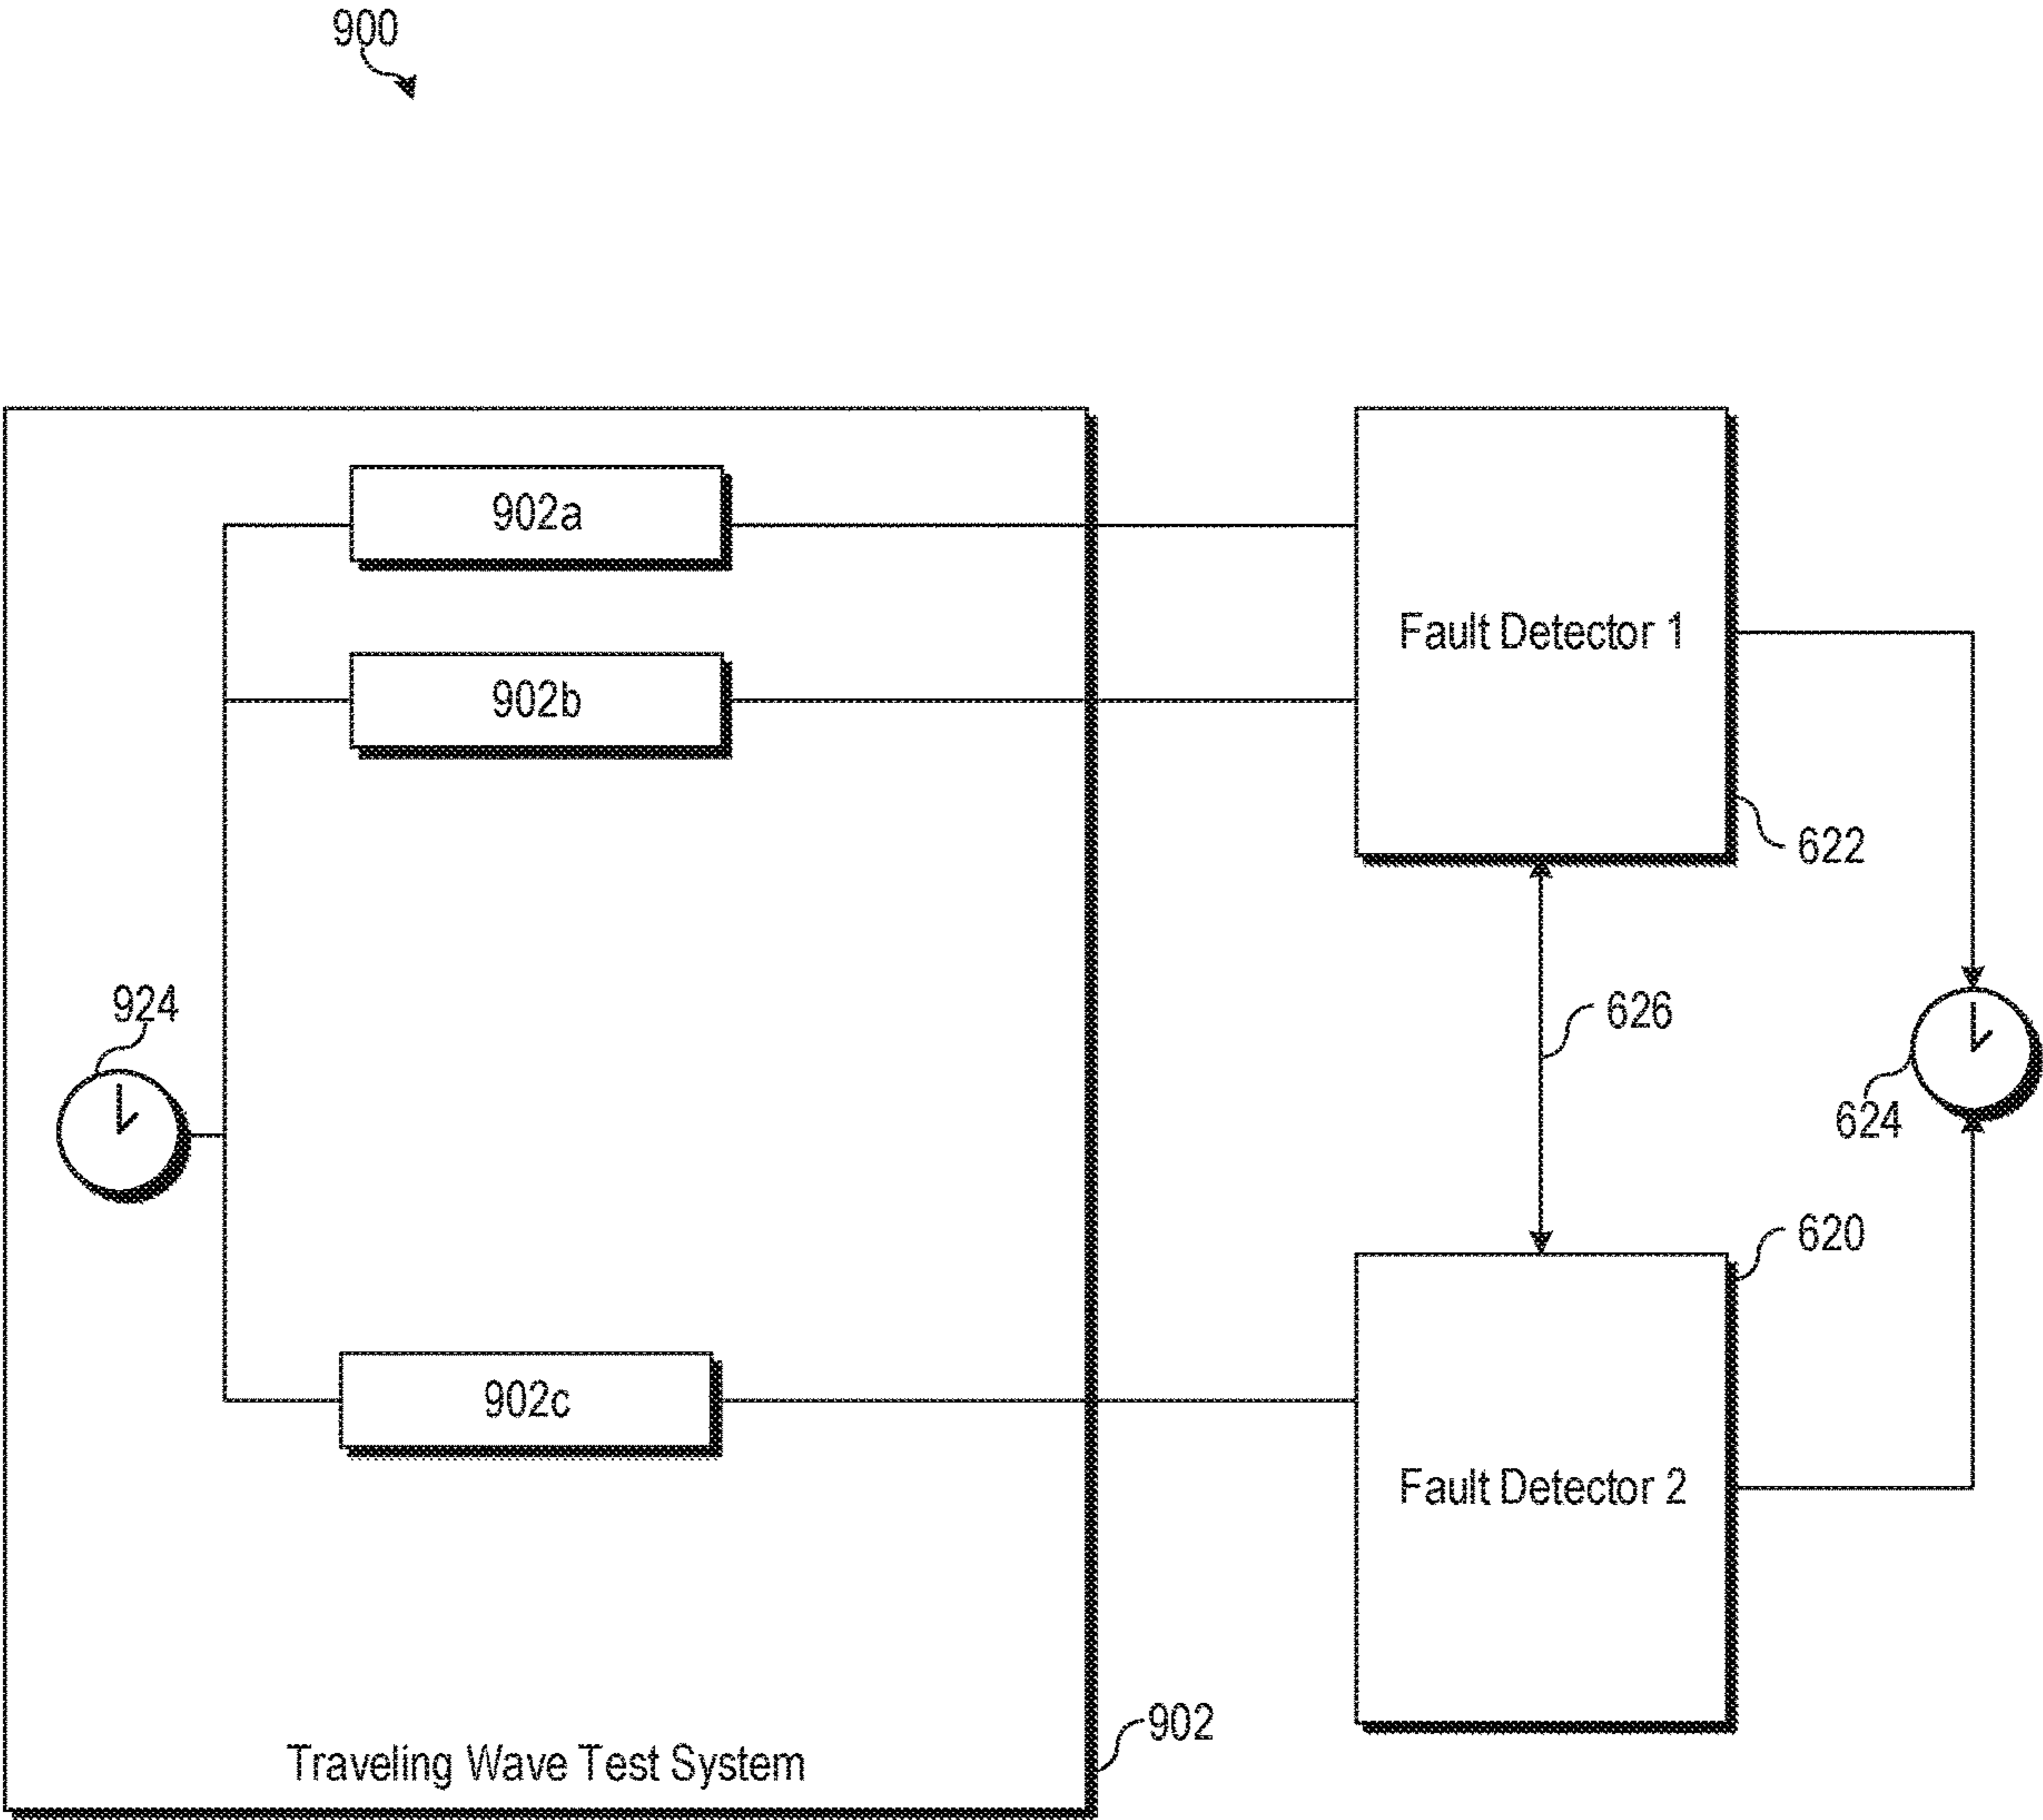 900
902a
Fault Detector 1
902b
622
924
626
624
620
902c
Fault Detector 2
902
Traveling Wave Test System